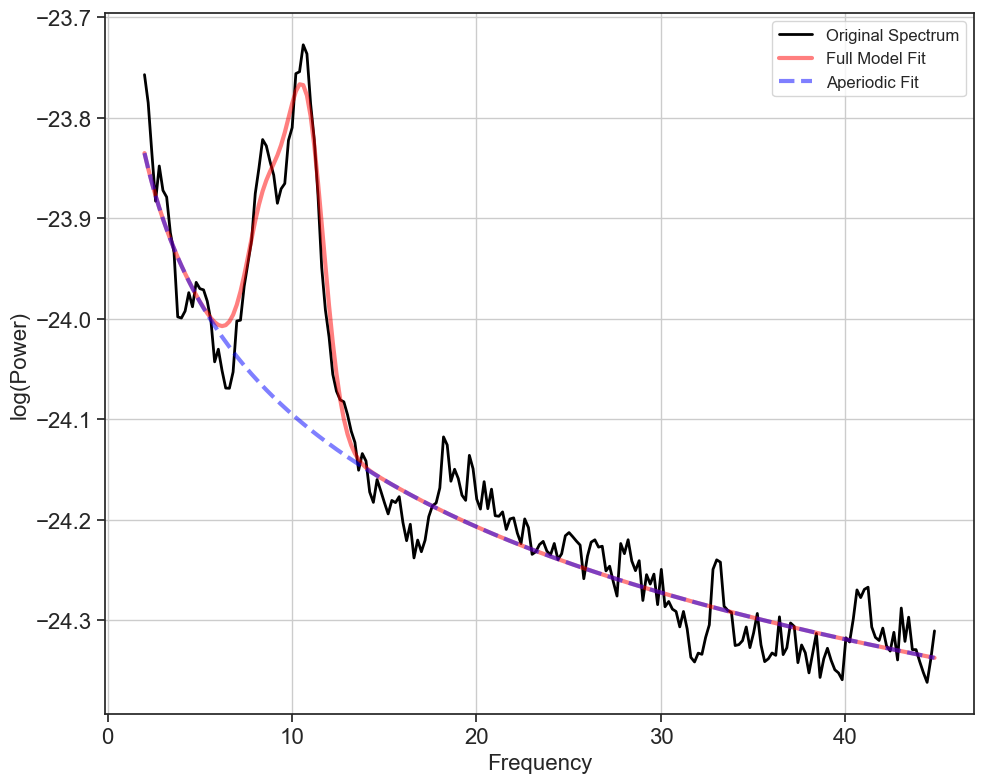 Original Spectrum
Full Model Fit
Aperiodic Fit
log(Power)
−23.7
−23.8
−23.9
−24.0
−24.1
−24.2
−24.3
0 10 20 30 40
Frequency